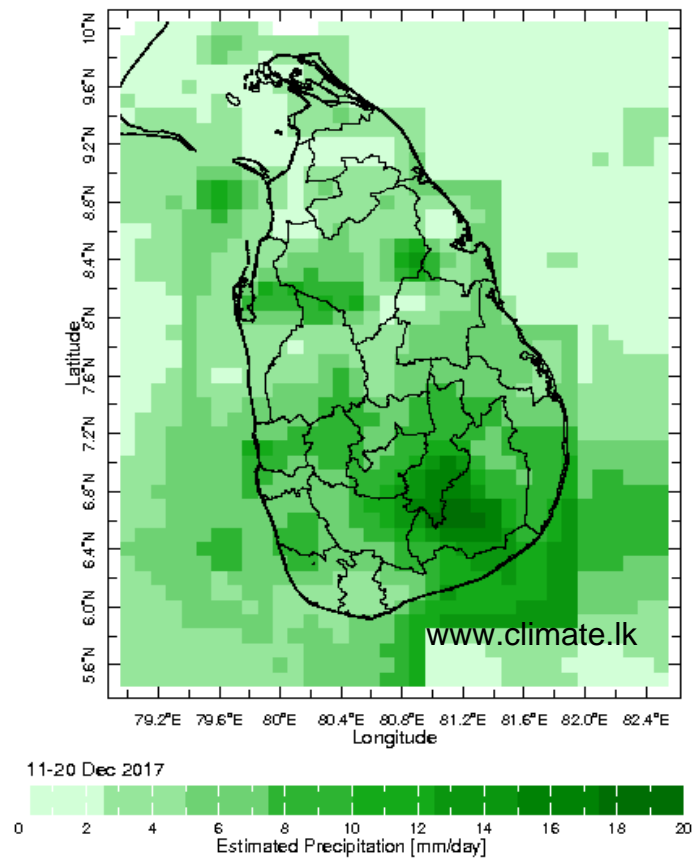 10°N
9.6°N
9.2°N
8.8°N
8.4°N
8°N
7.6°N
7.2°N
6.8°N
6.4°N
6.0°N
5.6°N
Latitude
www.climate.lk
79.2°E 79.6°E 80°E 80.4°E 80.8°E 81.2°E 81.6°E 82.0°E 82.4°E
Longitude
11-20 Dec 2017
0 2 4 6 8 10 12 14 16 18 20
Estimated Precipitation [mm/day]